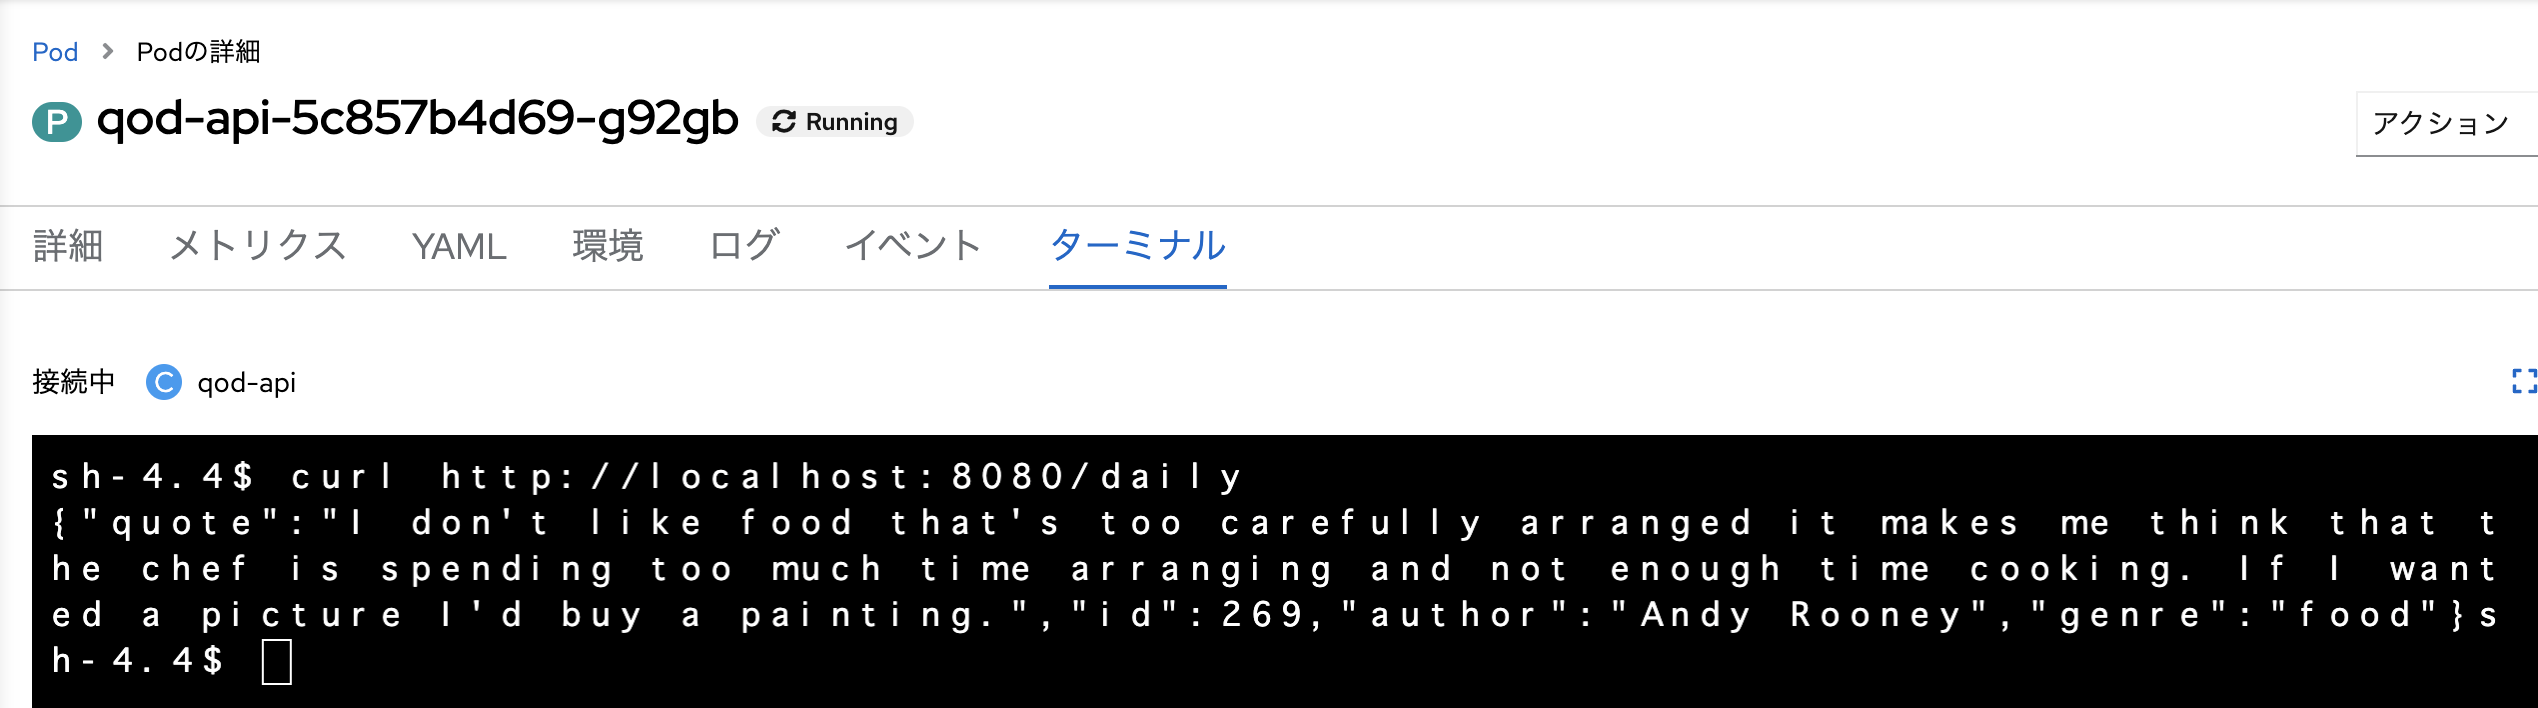 Pod > Podの詳細
P qod-api-5c857b4d69-g92gb Running
アクション
詳細 メトリクス YAML 環境 ログ イベント ターミナル
接続中 C qod-api
sh-4.4$ curl http://localhost:8080/daily
{"quote":"I don't like food that's too carefully arranged it makes me think that t
he chef is spending too much time arranging and not enough time cooking. If I want
ed a picture I'd buy a painting.","id":269,"author":"Andy Rooney","genre":"food"}s
h-4.4$